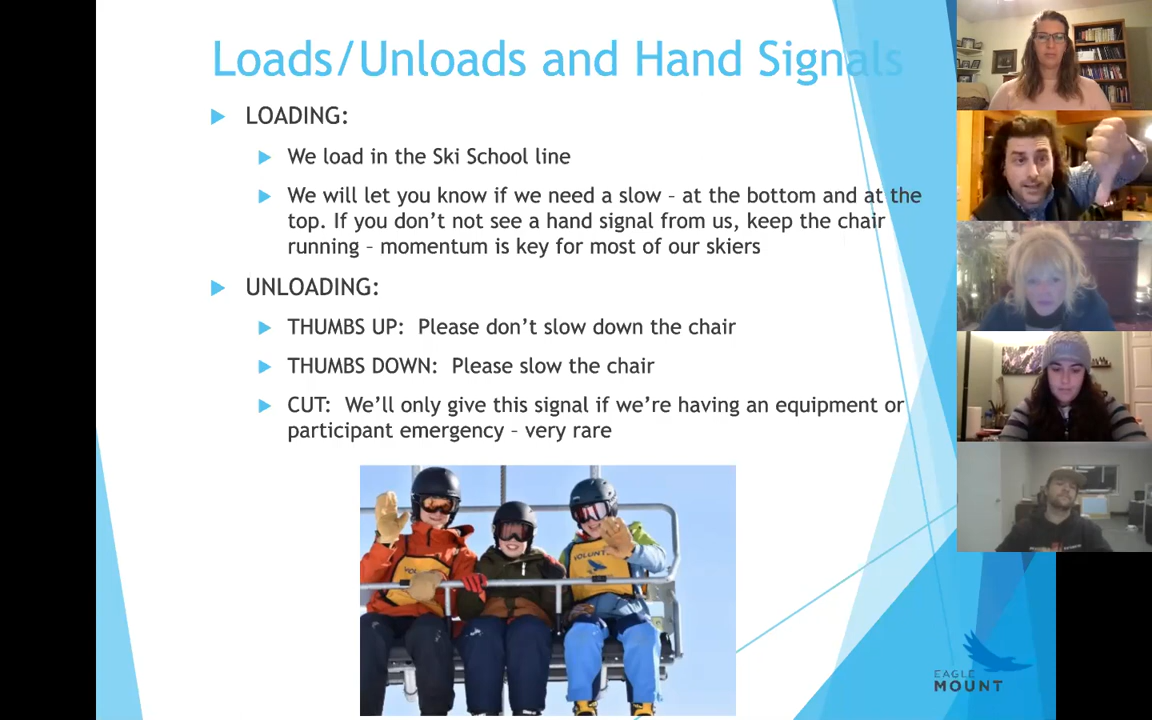 Loads/Unloads and Hand Signals
LOADING:
We load in the Ski School line
We will let you know if we need a slow – at the bottom and at the
top. If you don't not see a hand signal from us, keep the chair
running – momentum is key for most of our skiers
UNLOADING:
THUMBS UP:  Please don't slow down the chair
THUMBS DOWN:  Please slow the chair
CUT:  We'll only give this signal if we're having an equipment or
participant emergency – very rare
EAGLE
MOUNT